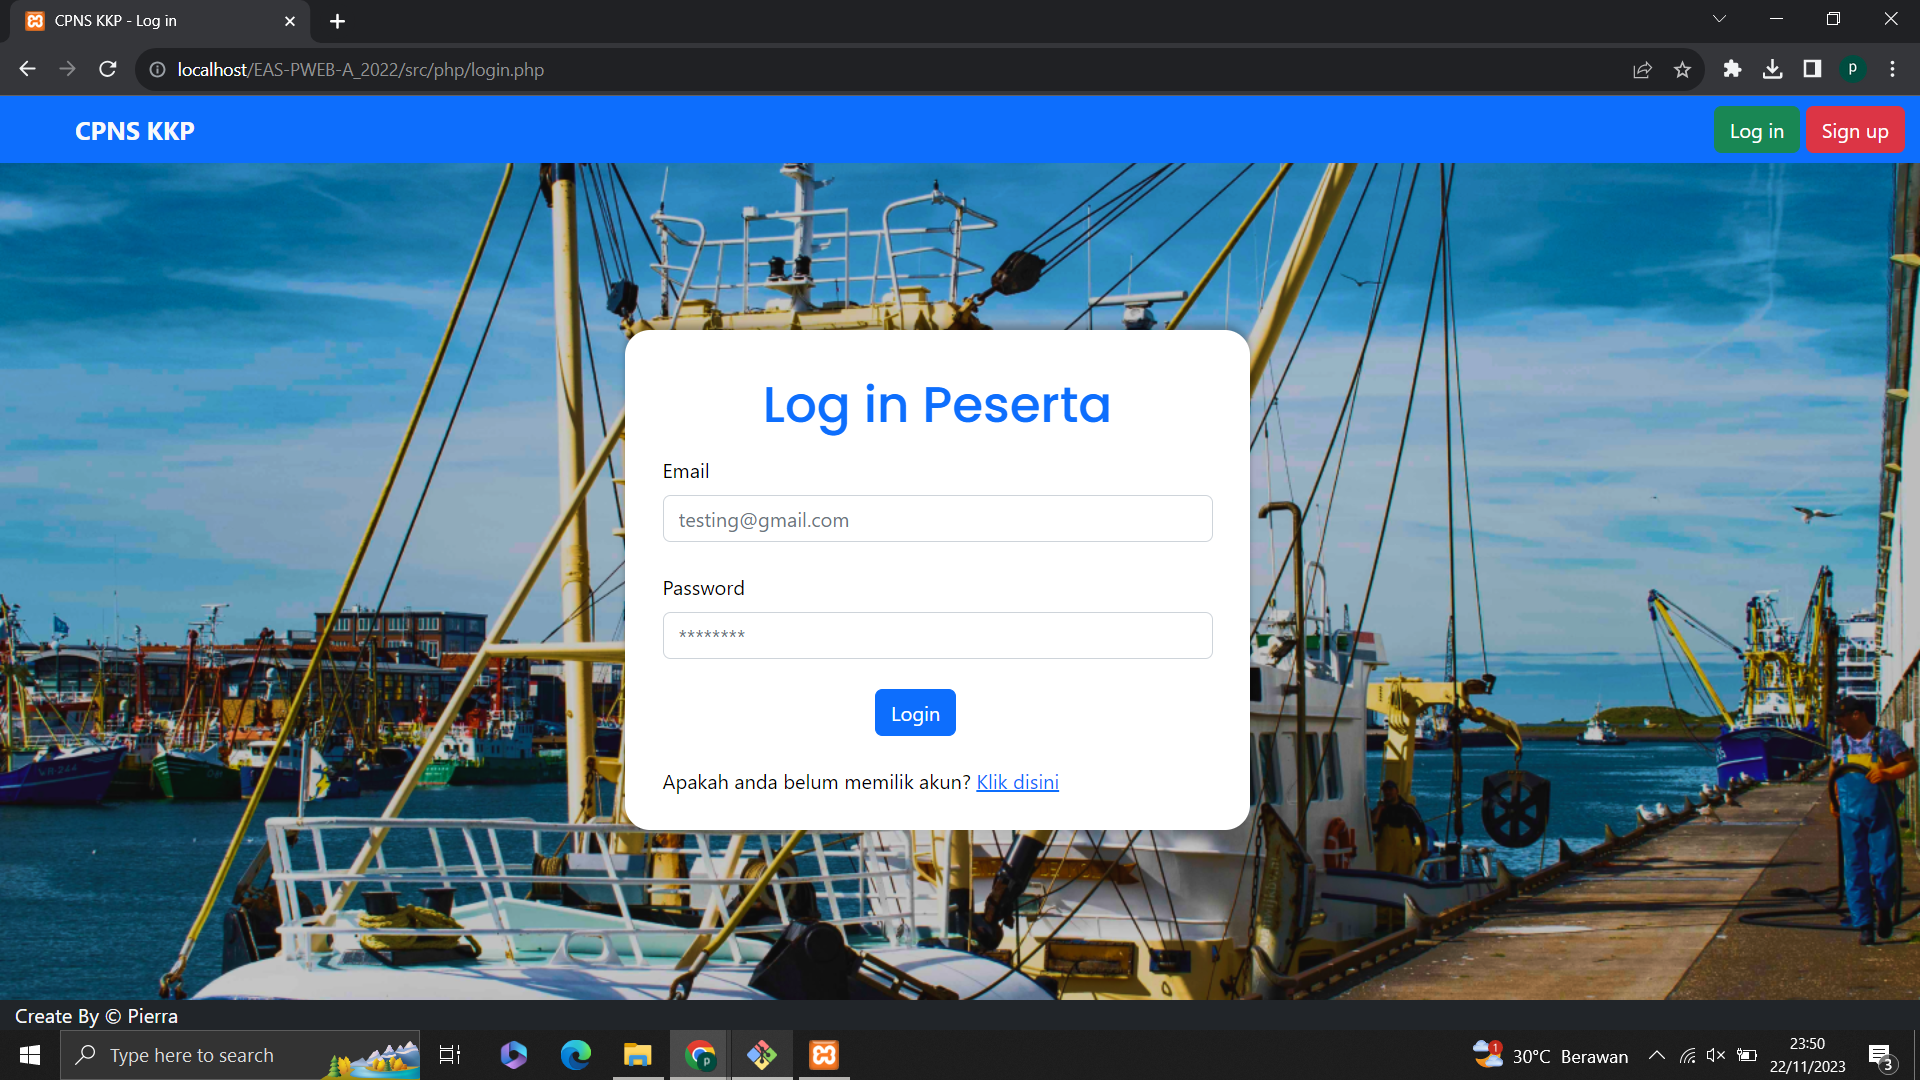 CPNS KKP - Log in
localhost/EAS-PWEB-A_2022/src/php/login.php
p
CPNS KKP
Log in
Sign up
Log in Peserta
Email
testing@gmail.com
Password
********
Login
Apakah anda belum memilik akun? Klik disini
Create By © Pierra
Type here to search
p
1
30°C Berawan
23:50
22/11/2023
3